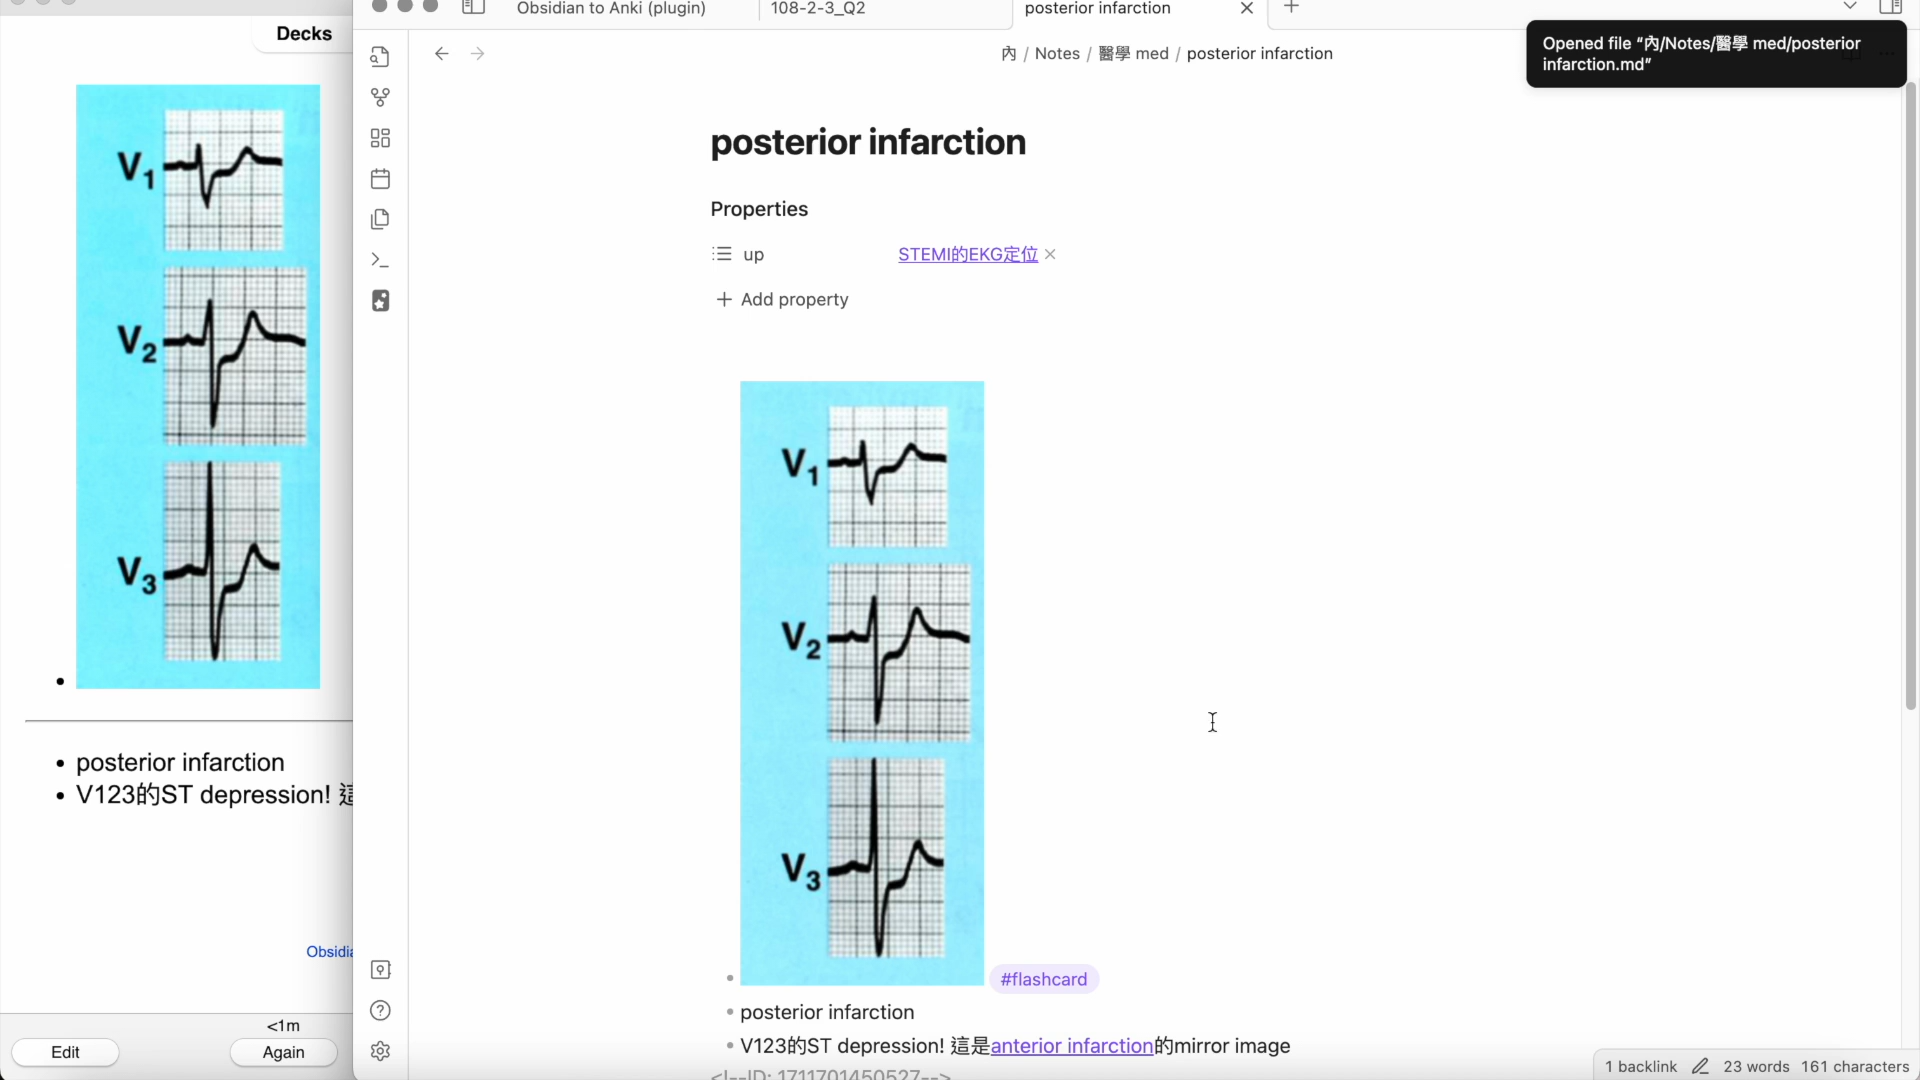 Decks
V1
V2
V3
posterior infarction
V123的ST depression! 這
<1m
Edit
Again
Obsidian to Anki (plugin)
108-2-3_Q2
posterior infarction
內 / Notes / 醫學 med / posterior infarction
Opened file “內/Notes/醫學 med/posterior
infarction.md”
posterior infarction
Properties
up
STEMI的EKG定位
Add property
V1
V2
V3
#flashcard
posterior infarction
V123的ST depression! 這是anterior infarction的mirror image
<!--ID: 1711701450527-->
1 backlink
23 words
161 characters